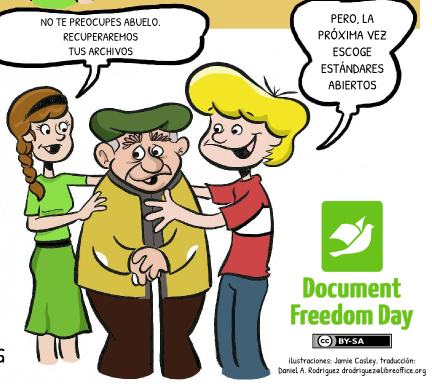 NO TE PREOCUPES ABUELO.
RECUPERAREMOS
TUS ARCHIVOS
PERO, LA
PRÓXIMA VEZ
ESCOGE
ESTÁNDARES
ABIERTOS
Document
Freedom Day
cc BY-SA
ilustraciones: Jamie Casley, traducción:
Daniel A. Rodriguez drodriguez@libreoffice.org